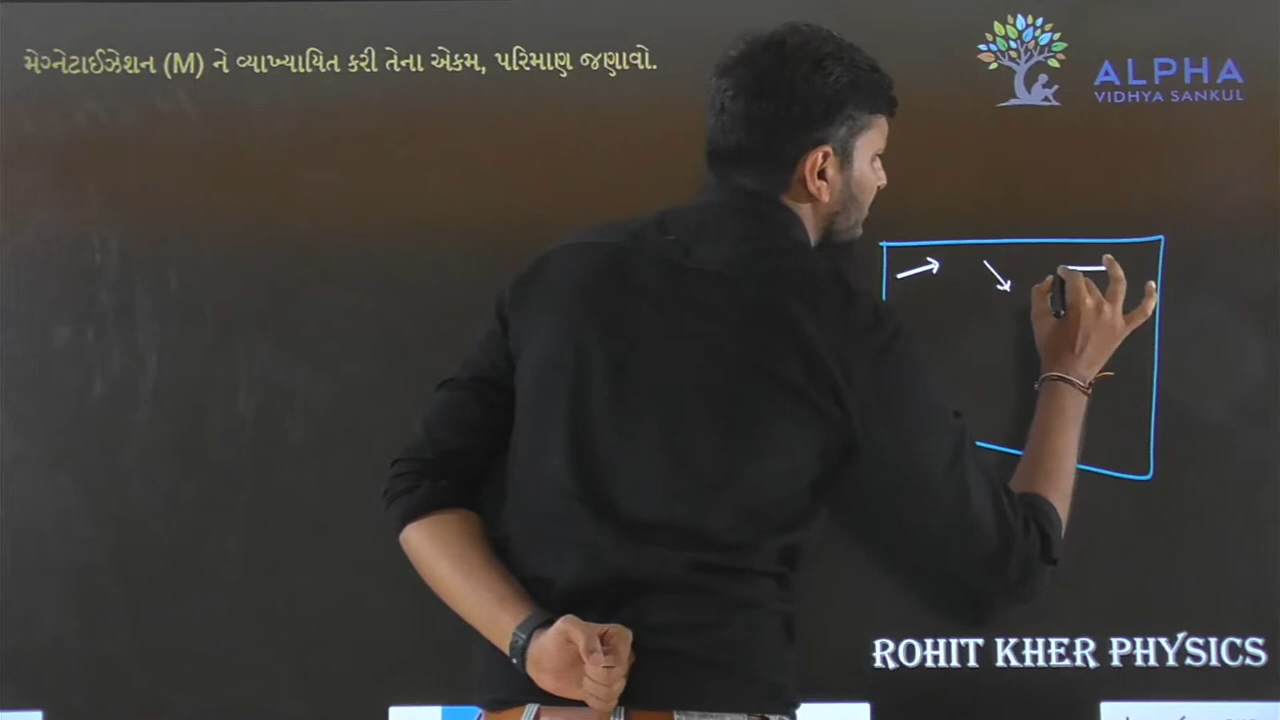 મેગ્નેટાઈઝેશન (M) ને વ્યાખ્યાયિત કરી તેના એકમ, પરિમાણ જણાવો.
ALPHA
VIDHYA SANKUL
ROHIT KHER PHYSICS